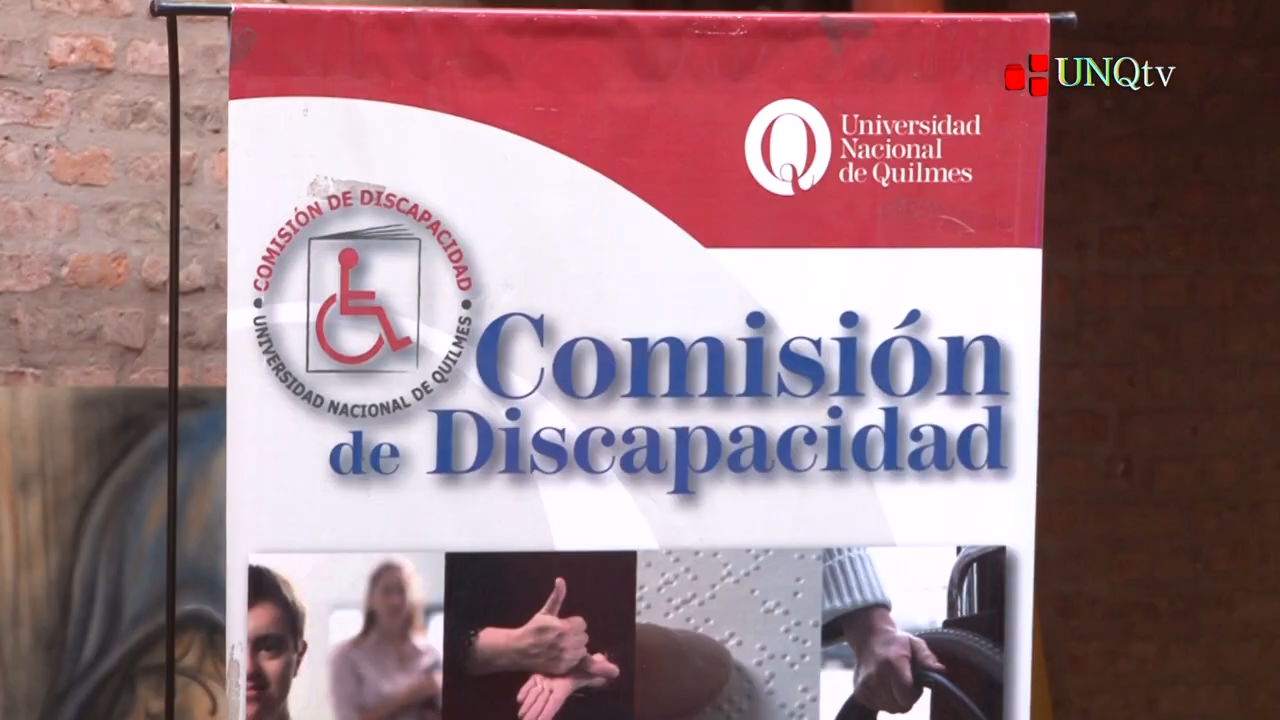 UNQtv
Universidad
Nacional
de Quilmes
COMISIÓN DE DISCAPACIDAD
• UNIVERSIDAD NACIONAL DE QUILMES •
Comisión
de Discapacidad